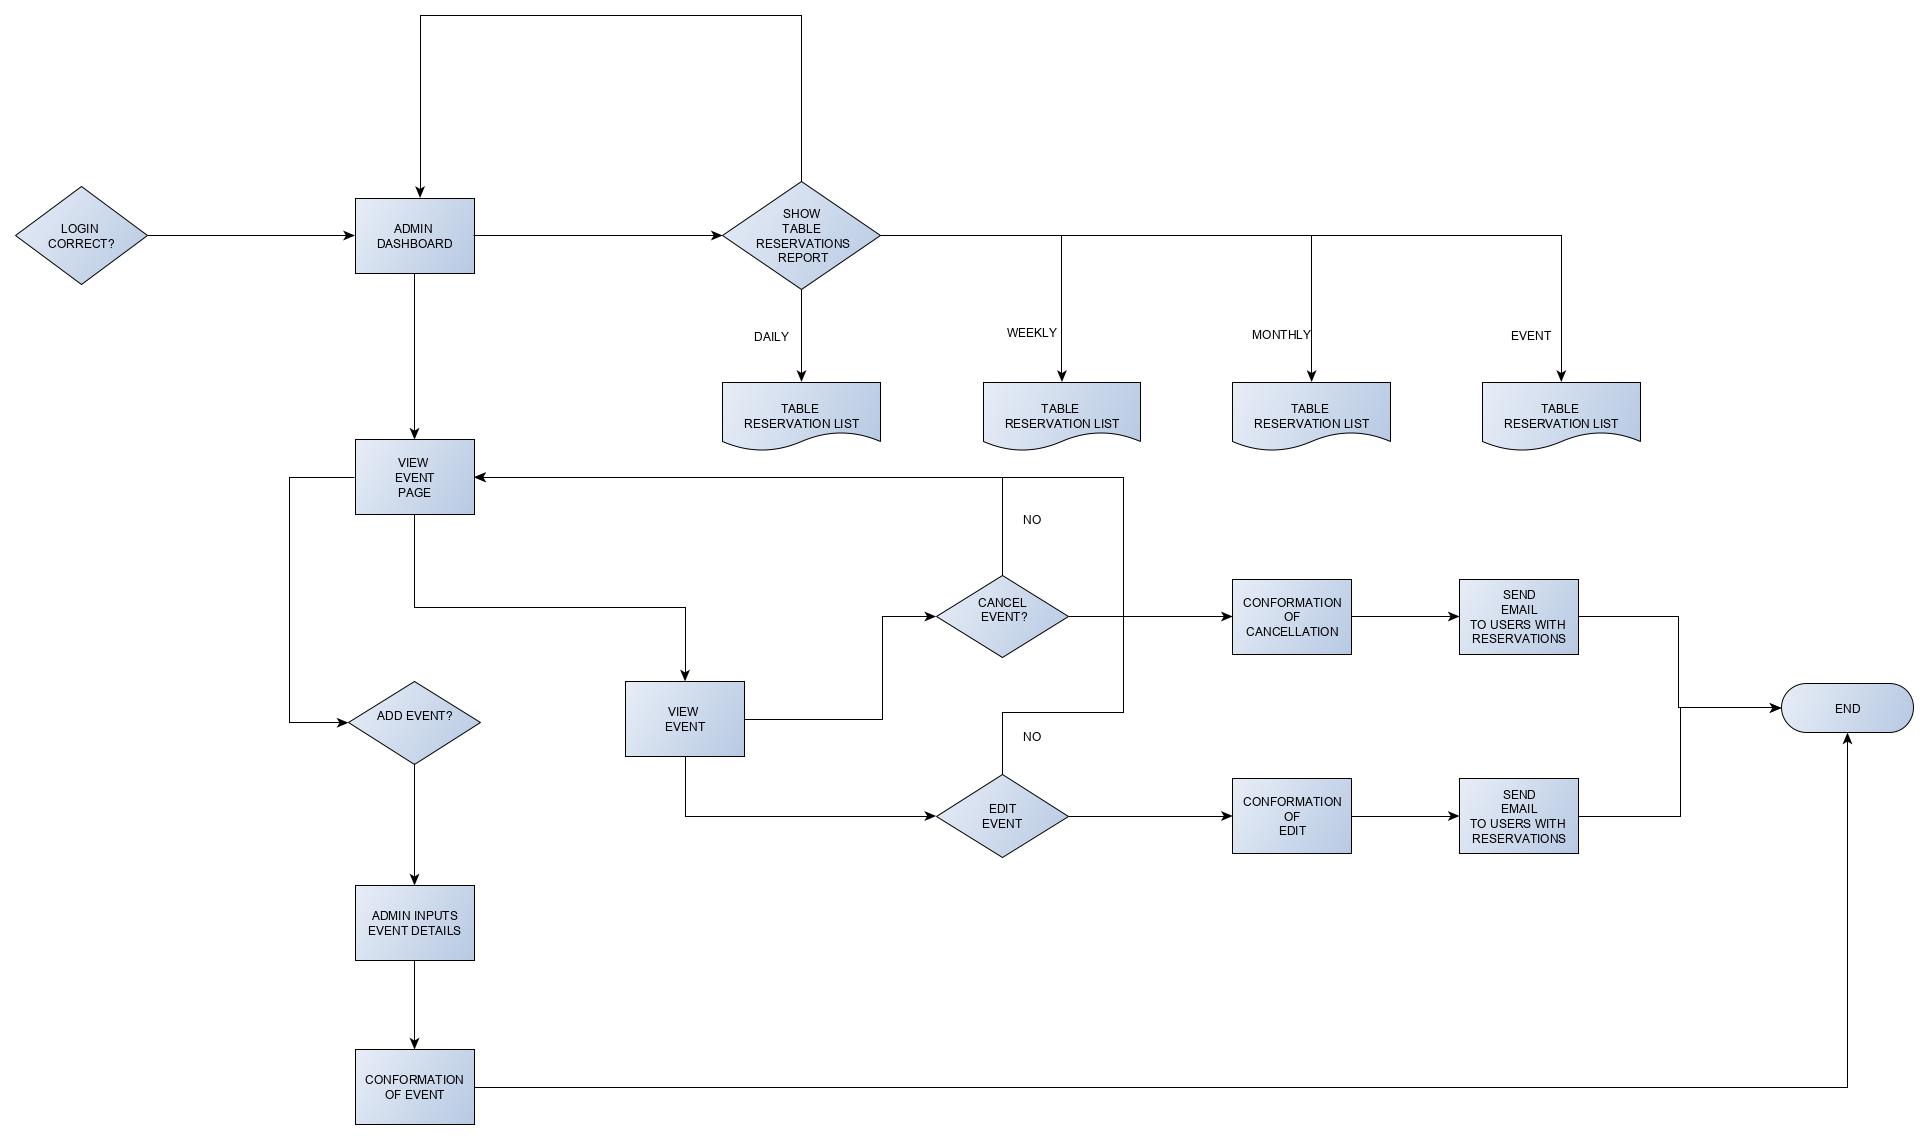 LOGIN
CORRECT?
ADMIN
DASHBOARD
SHOW
TABLE
RESERVATIONS
REPORT
DAILY
WEEKLY
MONTHLY
EVENT
TABLE
RESERVATION LIST
TABLE
RESERVATION LIST
TABLE
RESERVATION LIST
TABLE
RESERVATION LIST
VIEW
EVENT
PAGE
NO
CANCEL
EVENT?
CONFORMATION
OF
CANCELLATION
SEND
EMAIL
TO USERS WITH
RESERVATIONS
ADD EVENT?
VIEW
EVENT
NO
END
EDIT
EVENT
CONFORMATION
OF
EDIT
SEND
EMAIL
TO USERS WITH
RESERVATIONS
ADMIN INPUTS
EVENT DETAILS
CONFORMATION
OF EVENT